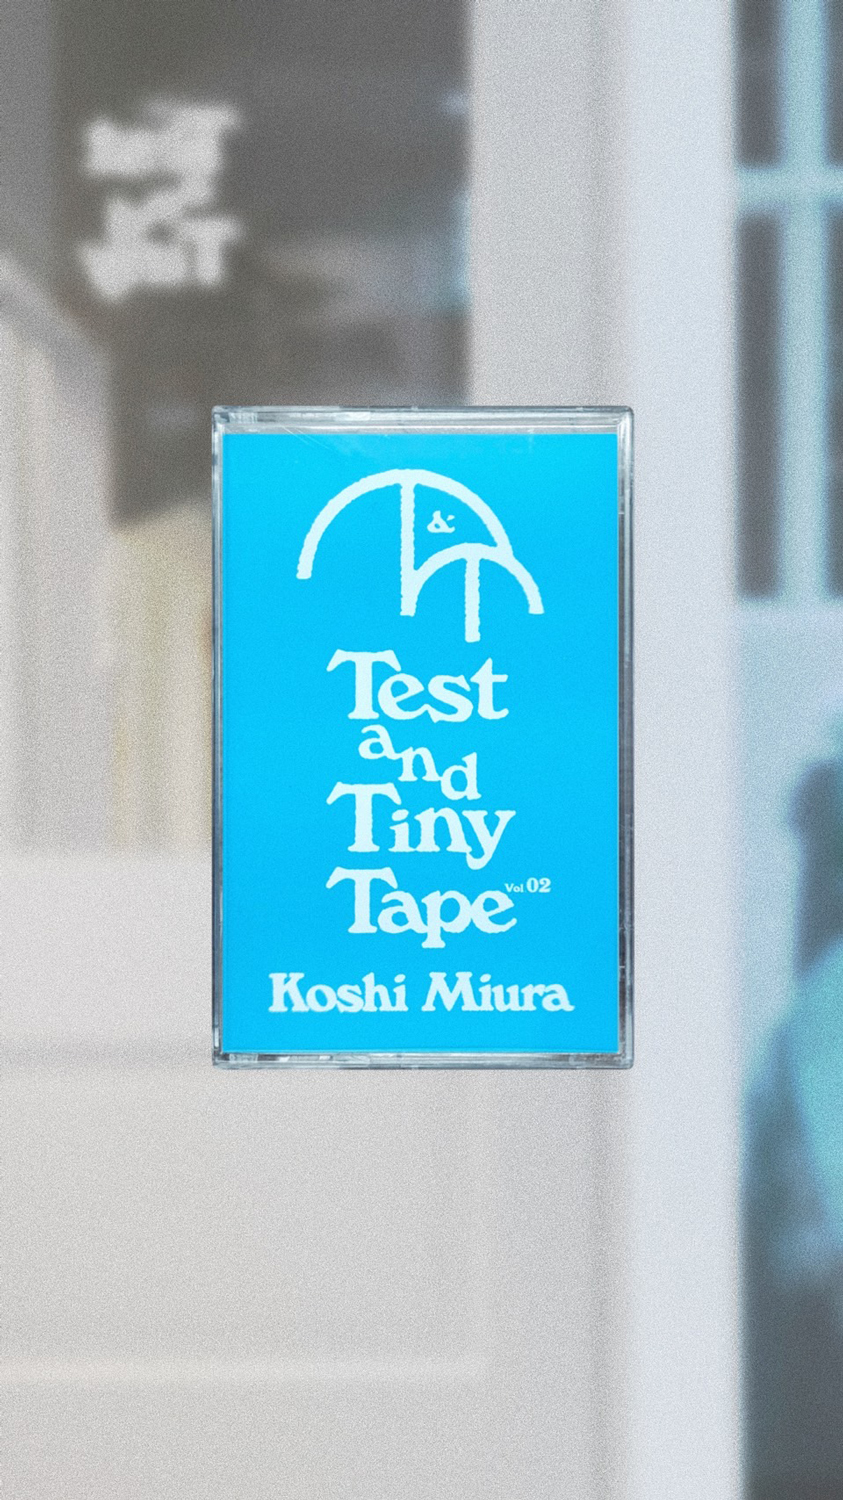 &
Test
and
Tiny
Tape Vol.02
Koshi Miura